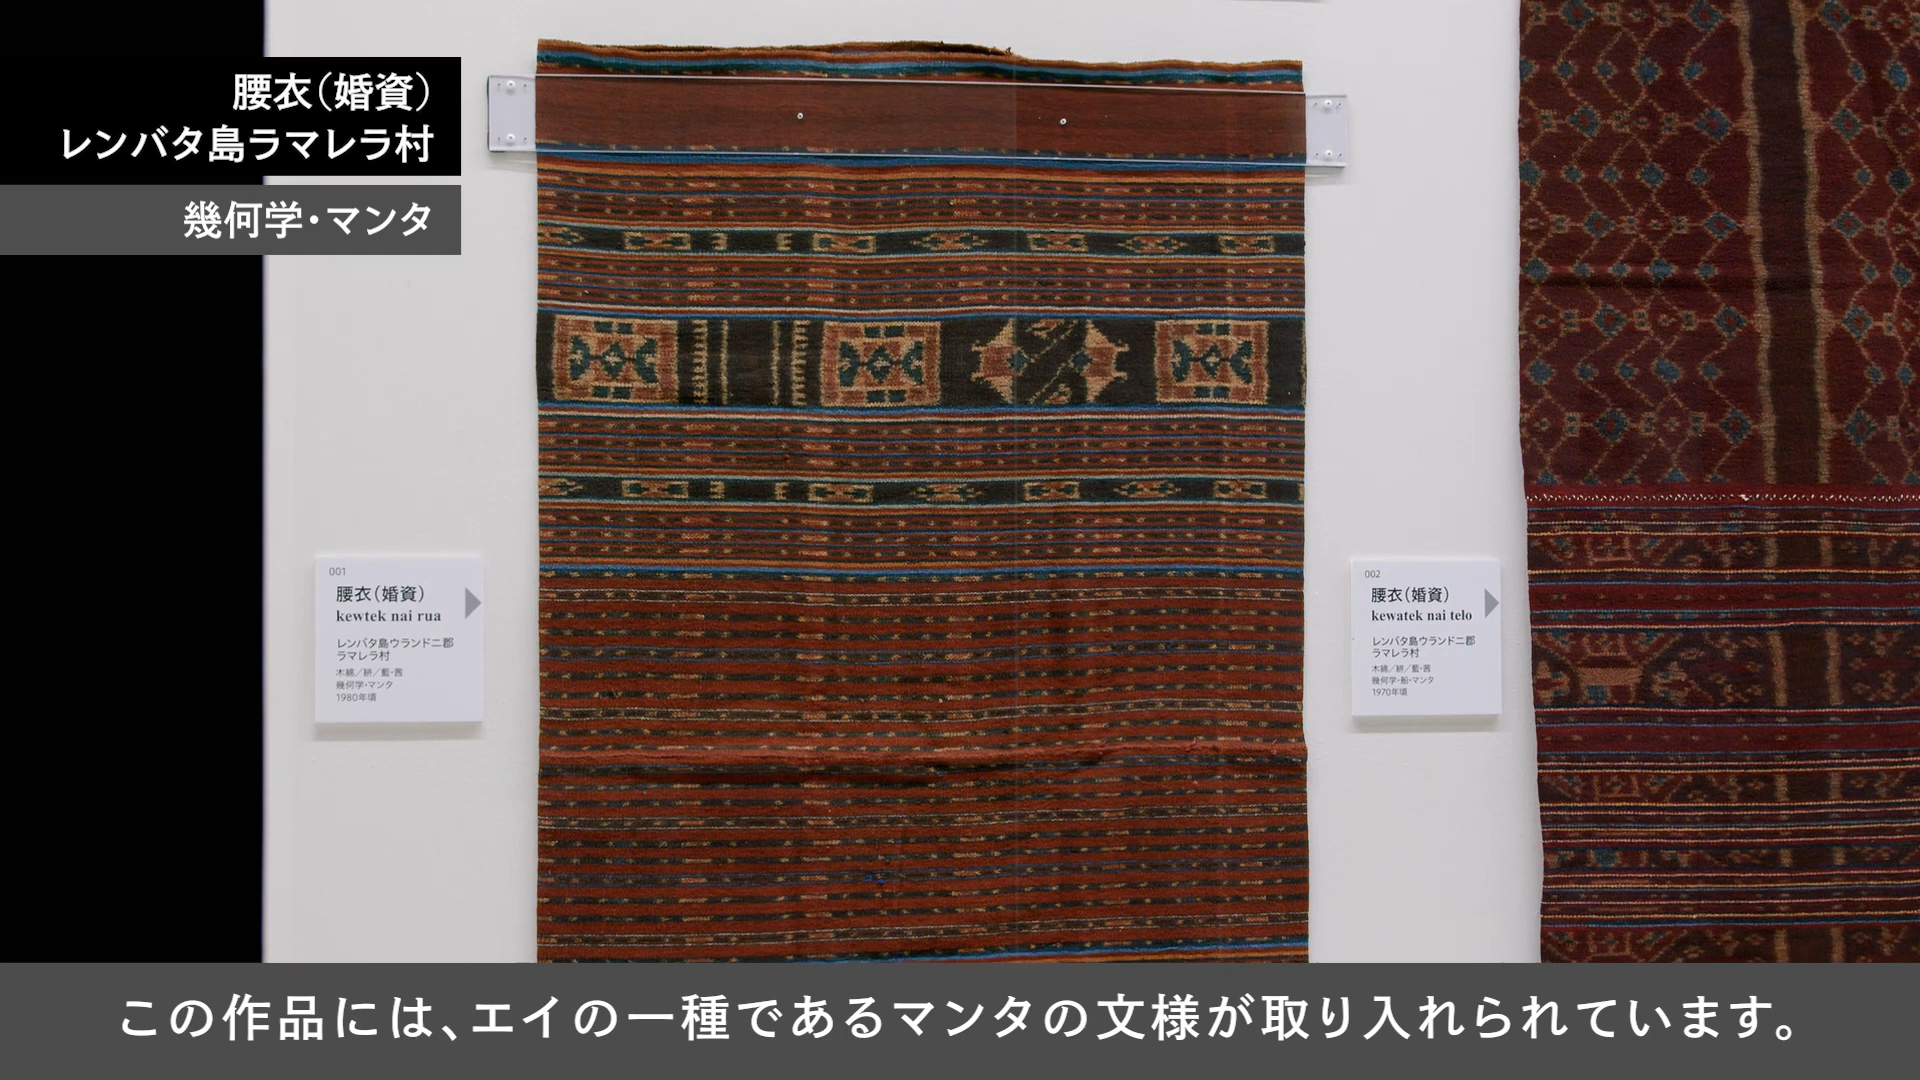 腰衣（婚資）
レンバタ島ラマレラ村
幾何学・マンタ
001
腰衣（婚資）
kewtek nai rua
レンバタ島ウランドニ郡
ラマレラ村
木綿／絣／藍・茜
幾何学・マンタ
1980年頃
002
腰衣（婚資）
kewatek nai telo
レンバタ島ウランドニ郡
ラマレラ村
木綿／絣／藍・茜
幾何学・船・マンタ
1970年頃
この作品には、エイの一種であるマンタの文様が取り入れられています。